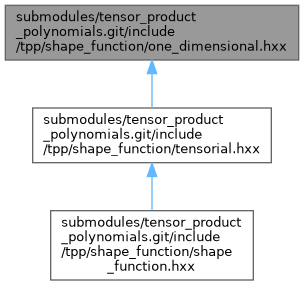 submodules/tensor_product
_polynomials.git/include
/tpp/shape_function/one_dimensional.hxx
submodules/tensor_product
_polynomials.git/include
/tpp/shape_function/tensorial.hxx
submodules/tensor_product
_polynomials.git/include
/tpp/shape_function/shape
_function.hxx